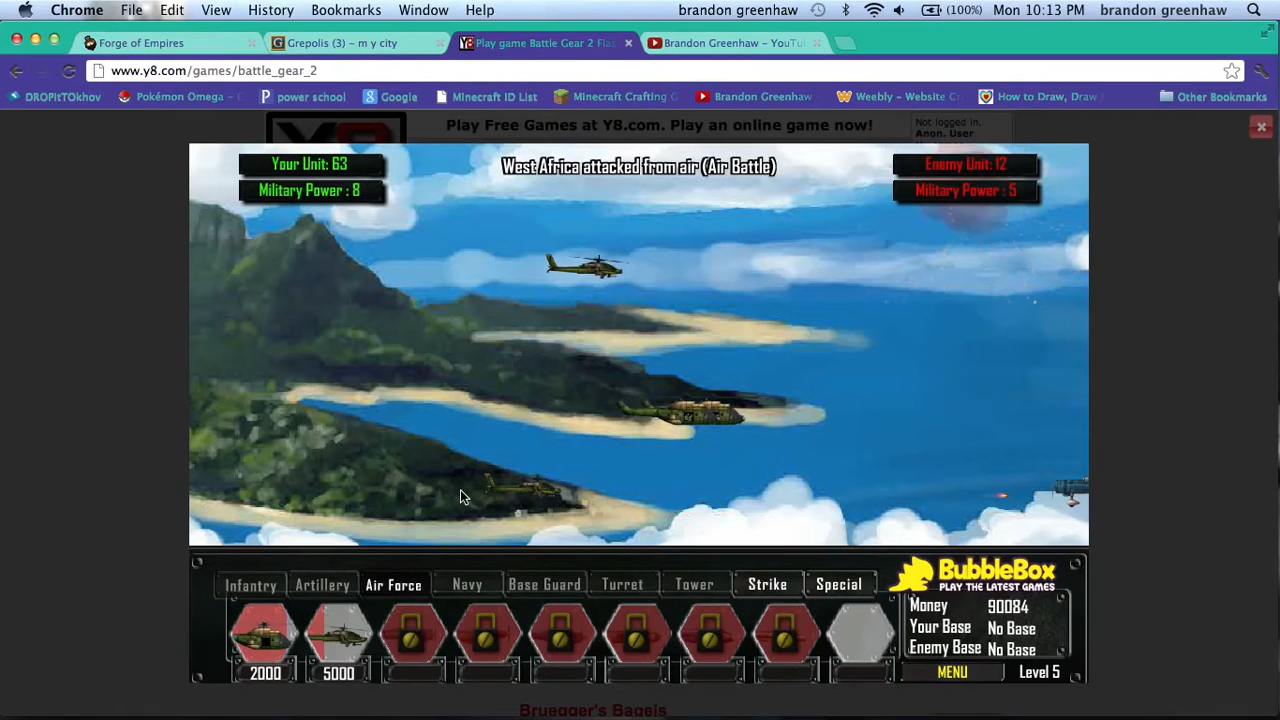 Chrome File Edit View History Bookmarks Window Help brandon greenhaw (100%) Mon 10:13 PM brandon greenhaw
Forge of Empires Grepolis (3) – m y city Play game Battle Gear 2 Fla Brandon Greenhaw – YouTu
www.y8.com/games/battle_gear_2
DROPitTOkhov Pokémon Omega – power school Google Minecraft ID List Minecraft Crafting G Brandon Greenhaw Weebly – Website C How to Draw, Draw Other Bookmarks
Y8 Play Free Games at Y8.com. Play an online game now! Not logged in.
Anon. User
Your Unit: 63 West Africa attacked from air (Air Battle) Enemy Unit: 12
Military Power : 8 Military Power : 5
Infantry Artillery Air Force Navy Base Guard Turret Tower Strike Special
BubbleBox
PLAY THE LATEST GAMES
Money 90084
Your Base No Base
Enemy Base No Base
2000 5000 MENU Level 5
Bruegger's Bagels